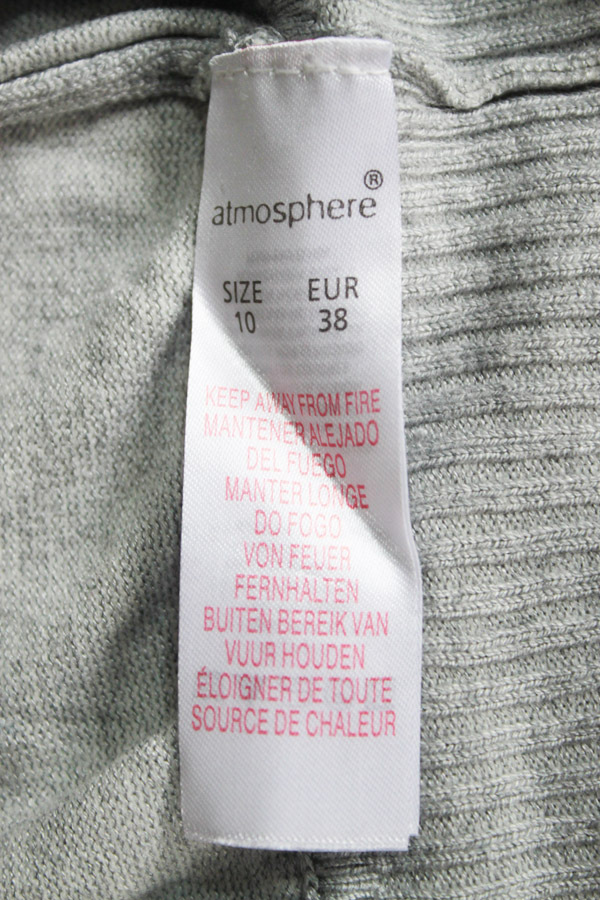 atmosphere®
SIZE EUR
10 38
KEEP AWAY FROM FIRE
MANTENER ALEJADO
DEL FUEGO
MANTER LONGE
DO FOGO
VON FEUER
FERNHALTEN
BUITEN BEREIK VAN
VUUR HOUDEN
ÉLOIGNER DE TOUTE
SOURCE DE CHALEUR